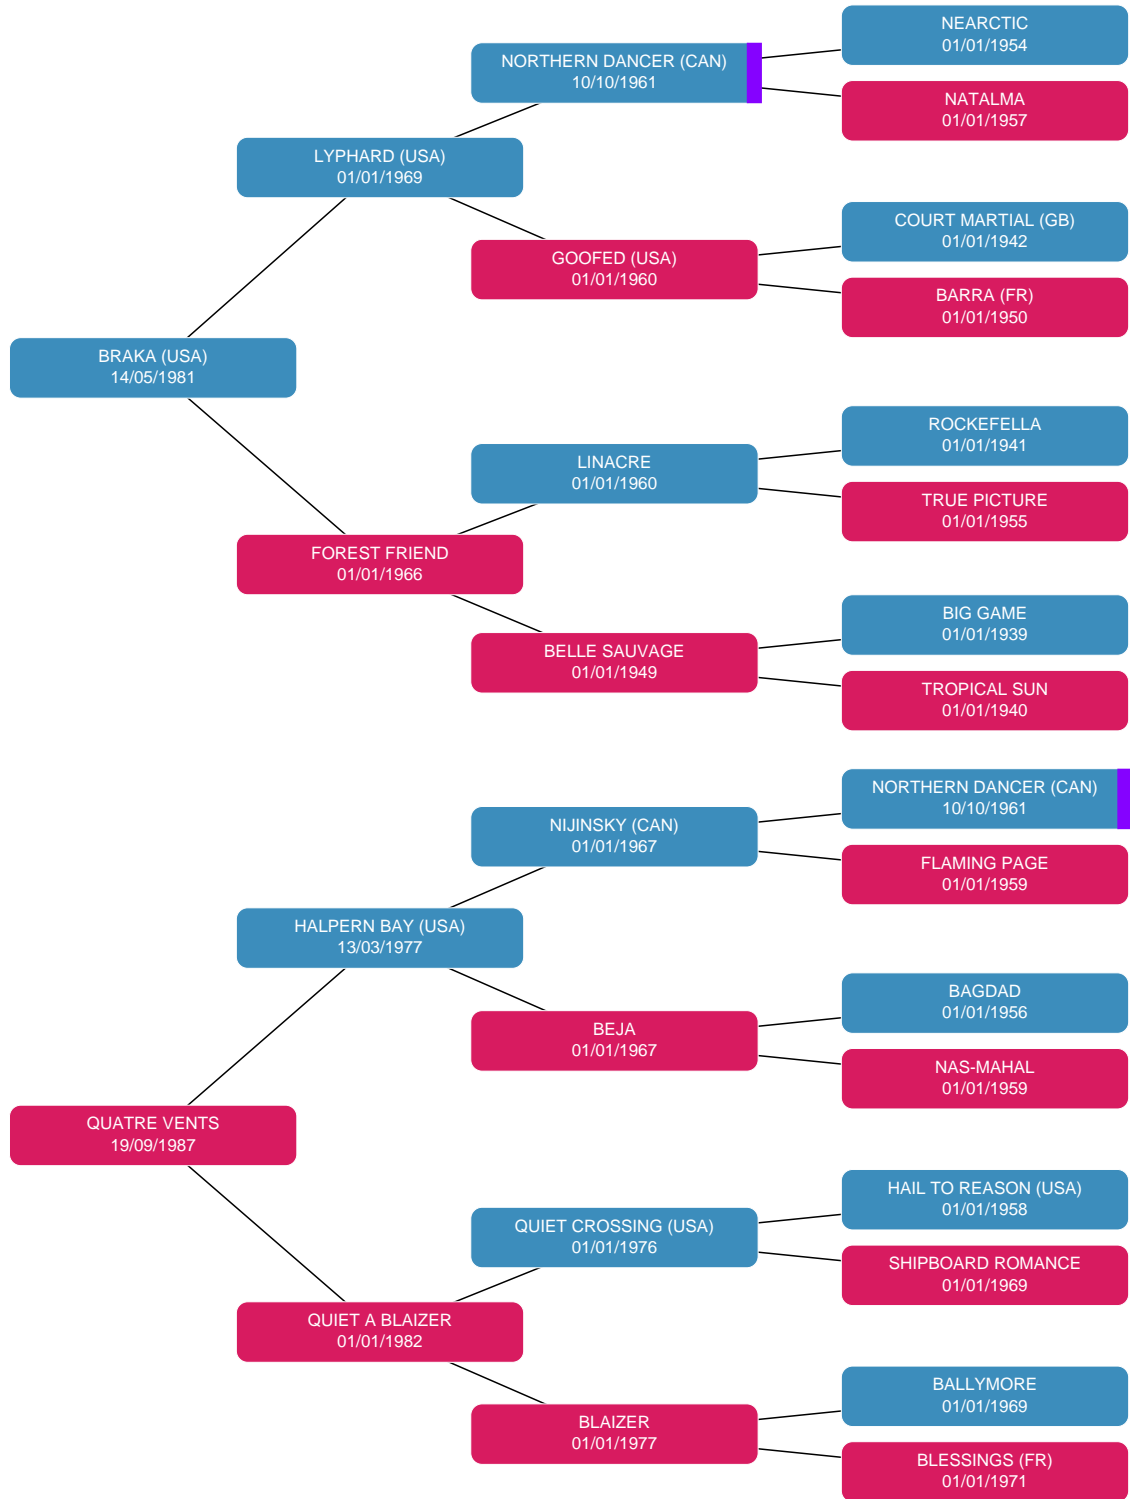 NEARCTIC
01/01/1954
NORTHERN DANCER (CAN)
10/10/1961
NATALMA
01/01/1957
LYPHARD (USA)
01/01/1969
COURT MARTIAL (GB)
01/01/1942
GOOFED (USA)
01/01/1960
BARRA (FR)
01/01/1950
BRAKA (USA)
14/05/1981
ROCKEFELLA
01/01/1941
LINACRE
01/01/1960
TRUE PICTURE
01/01/1955
FOREST FRIEND
01/01/1966
BIG GAME
01/01/1939
BELLE SAUVAGE
01/01/1949
TROPICAL SUN
01/01/1940
NORTHERN DANCER (CAN)
10/10/1961
NIJINSKY (CAN)
01/01/1967
FLAMING PAGE
01/01/1959
HALPERN BAY (USA)
13/03/1977
BAGDAD
01/01/1956
BEJA
01/01/1967
NAS-MAHAL
01/01/1959
QUATRE VENTS
19/09/1987
HAIL TO REASON (USA)
01/01/1958
QUIET CROSSING (USA)
01/01/1976
SHIPBOARD ROMANCE
01/01/1969
QUIET A BLAIZER
01/01/1982
BALLYMORE
01/01/1969
BLAIZER
01/01/1977
BLESSINGS (FR)
01/01/1971